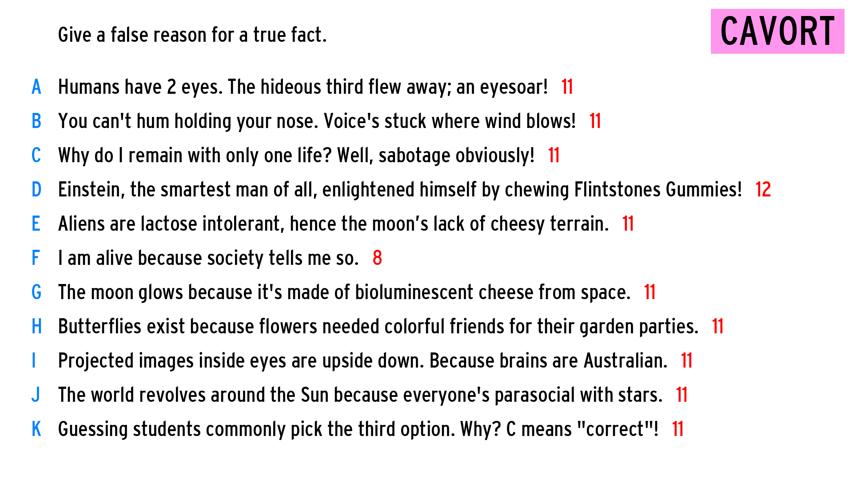 Give a false reason for a true fact.
CAVORT
A Humans have 2 eyes. The hideous third flew away; an eyesoar! 11
B You can't hum holding your nose. Voice's stuck where wind blows! 11
C Why do I remain with only one life? Well, sabotage obviously! 11
D Einstein, the smartest man of all, enlightened himself by chewing Flintstones Gummies! 12
E Aliens are lactose intolerant, hence the moon’s lack of cheesy terrain. 11
F I am alive because society tells me so. 8
G The moon glows because it's made of bioluminescent cheese from space. 11
H Butterflies exist because flowers needed colorful friends for their garden parties. 11
I Projected images inside eyes are upside down. Because brains are Australian. 11
J The world revolves around the Sun because everyone's parasocial with stars. 11
K Guessing students commonly pick the third option. Why? C means "correct"! 11